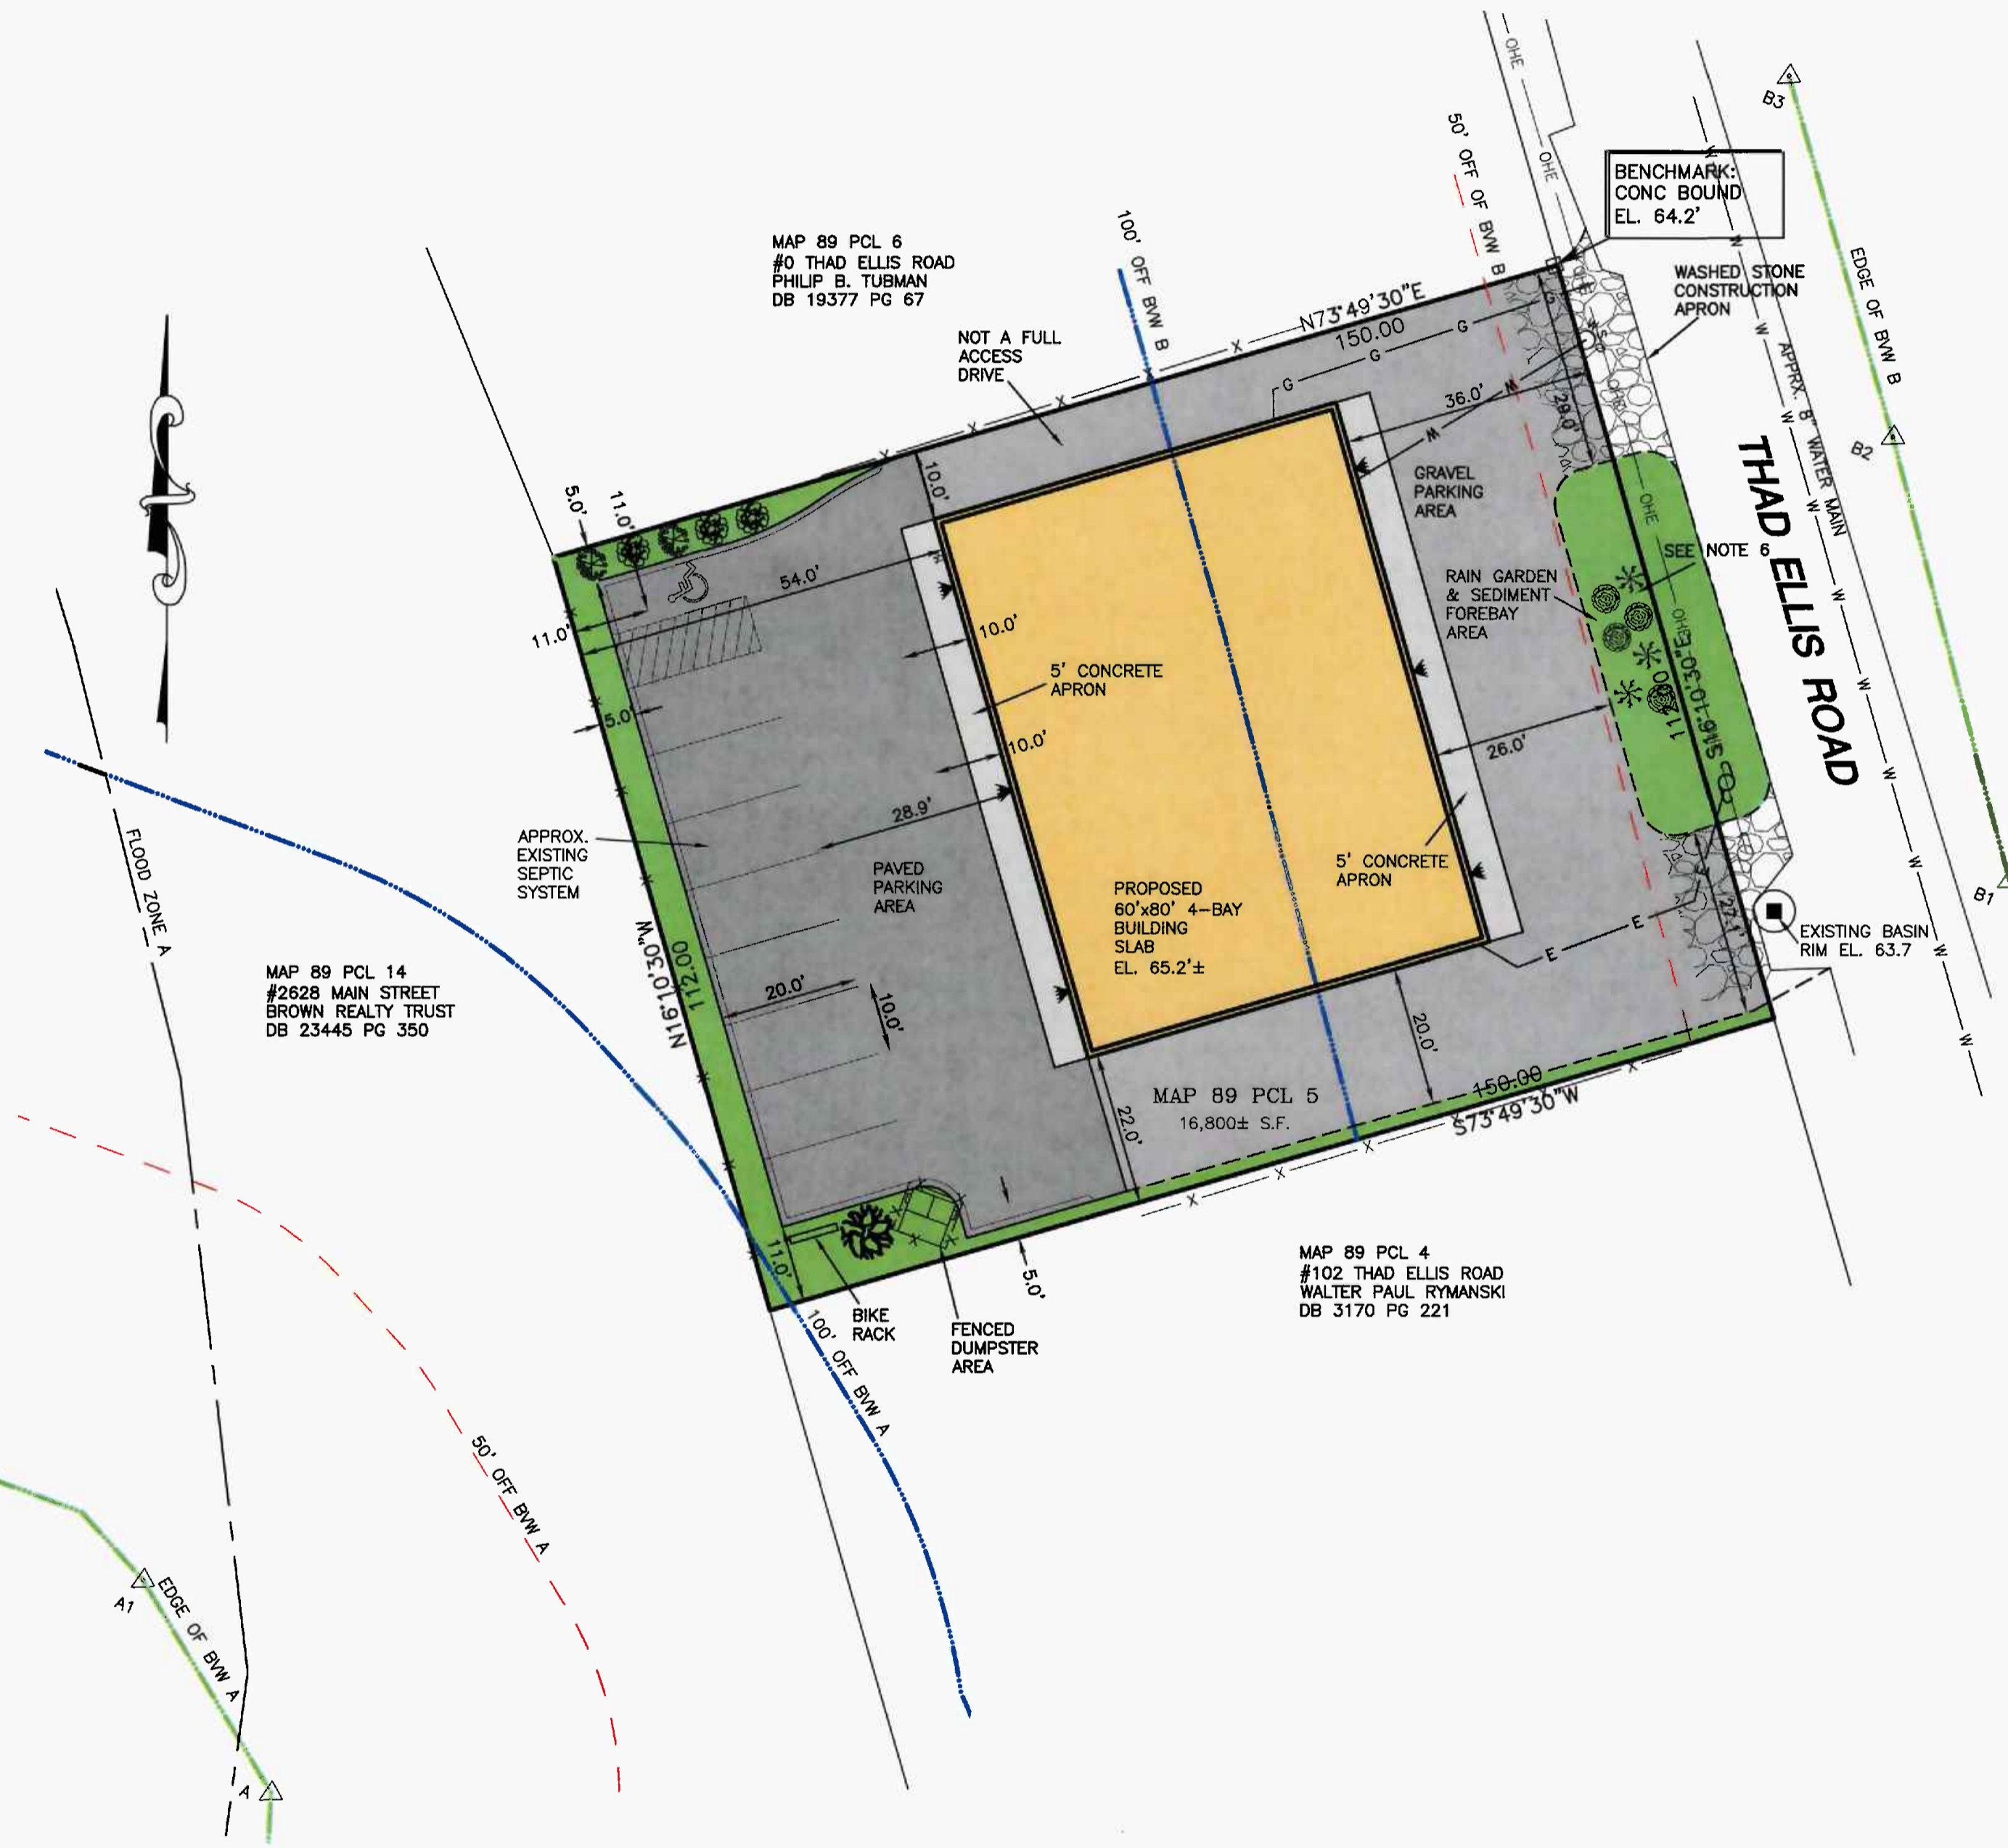 OHE
OHE
B3
50' OFF OF BVW B
BENCHMARK:
CONC BOUND
EL. 64.2'
100' OFF BVW B
MAP 89 PCL 6
#0 THAD ELLIS ROAD
PHILIP B. TUBMAN
DB 19377 PG 67
EDGE OF BVW B
WASHED STONE
CONSTRUCTION
APRON
N73°49'30"E
150.00
NOT A FULL
ACCESS
DRIVE
G
G
G
G
36.0'
29.0'
W
W
APPRX. 8" WATER MAIN
B2
THAD ELLIS ROAD
10.0'
5.0'
11.0'
GRAVEL
PARKING
AREA
OHE
SEE NOTE 6
54.0'
RAIN GARDEN
& SEDIMENT
FOREBAY
AREA
11.0'
10.0'
5' CONCRETE
APRON
5.0'
10.0'
112.00
S16°10'30"E
26.0'
28.9'
APPROX.
EXISTING
SEPTIC
SYSTEM
PAVED
PARKING
AREA
5' CONCRETE
APRON
FLOOD ZONE A
PROPOSED
60'x80' 4-BAY
BUILDING
SLAB
EL. 65.2'±
B1
E
E
E
27.1'
EXISTING BASIN
RIM EL. 63.7
N16°10'30"W
112.00
MAP 89 PCL 14
#2628 MAIN STREET
BROWN REALTY TRUST
DB 23445 PG 350
20.0'
10.0'
20.0'
MAP 89 PCL 5
16,800± S.F.
22.0'
150.00
S73°49'30"W
11.0'
5.0'
MAP 89 PCL 4
#102 THAD ELLIS ROAD
WALTER PAUL RYMANSKI
DB 3170 PG 221
BIKE
RACK
FENCED
DUMPSTER
AREA
100' OFF BVW A
50' OFF BVW A
A1
EDGE OF BVW A
A